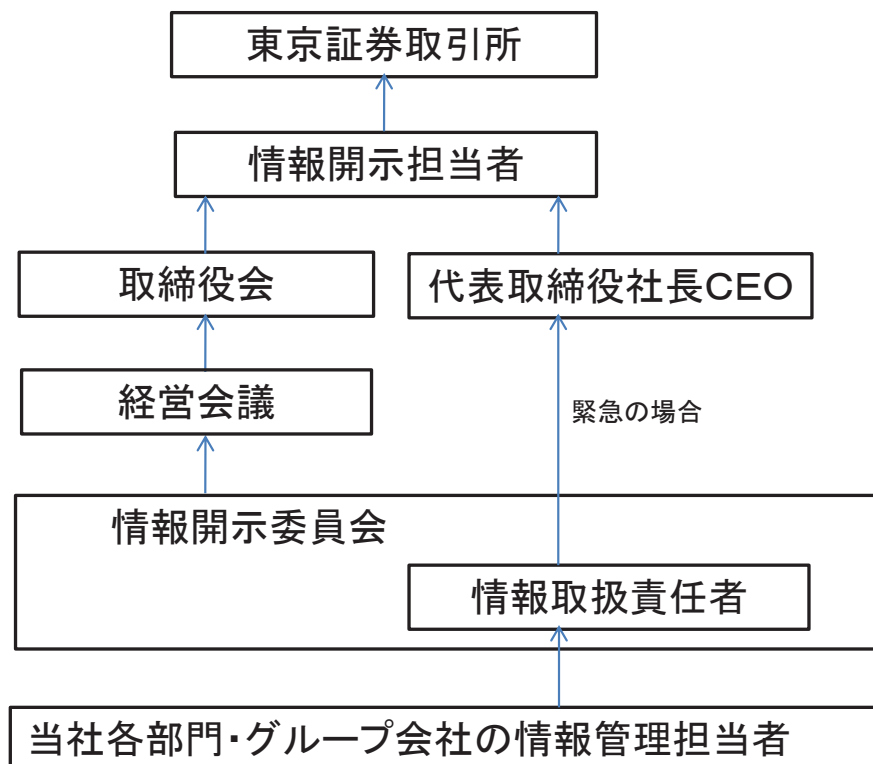 東京証券取引所
情報開示担当者
取締役会
代表取締役社長CEO
経営会議
緊急の場合
情報開示委員会
情報取扱責任者
当社各部門・グループ会社の情報管理担当者